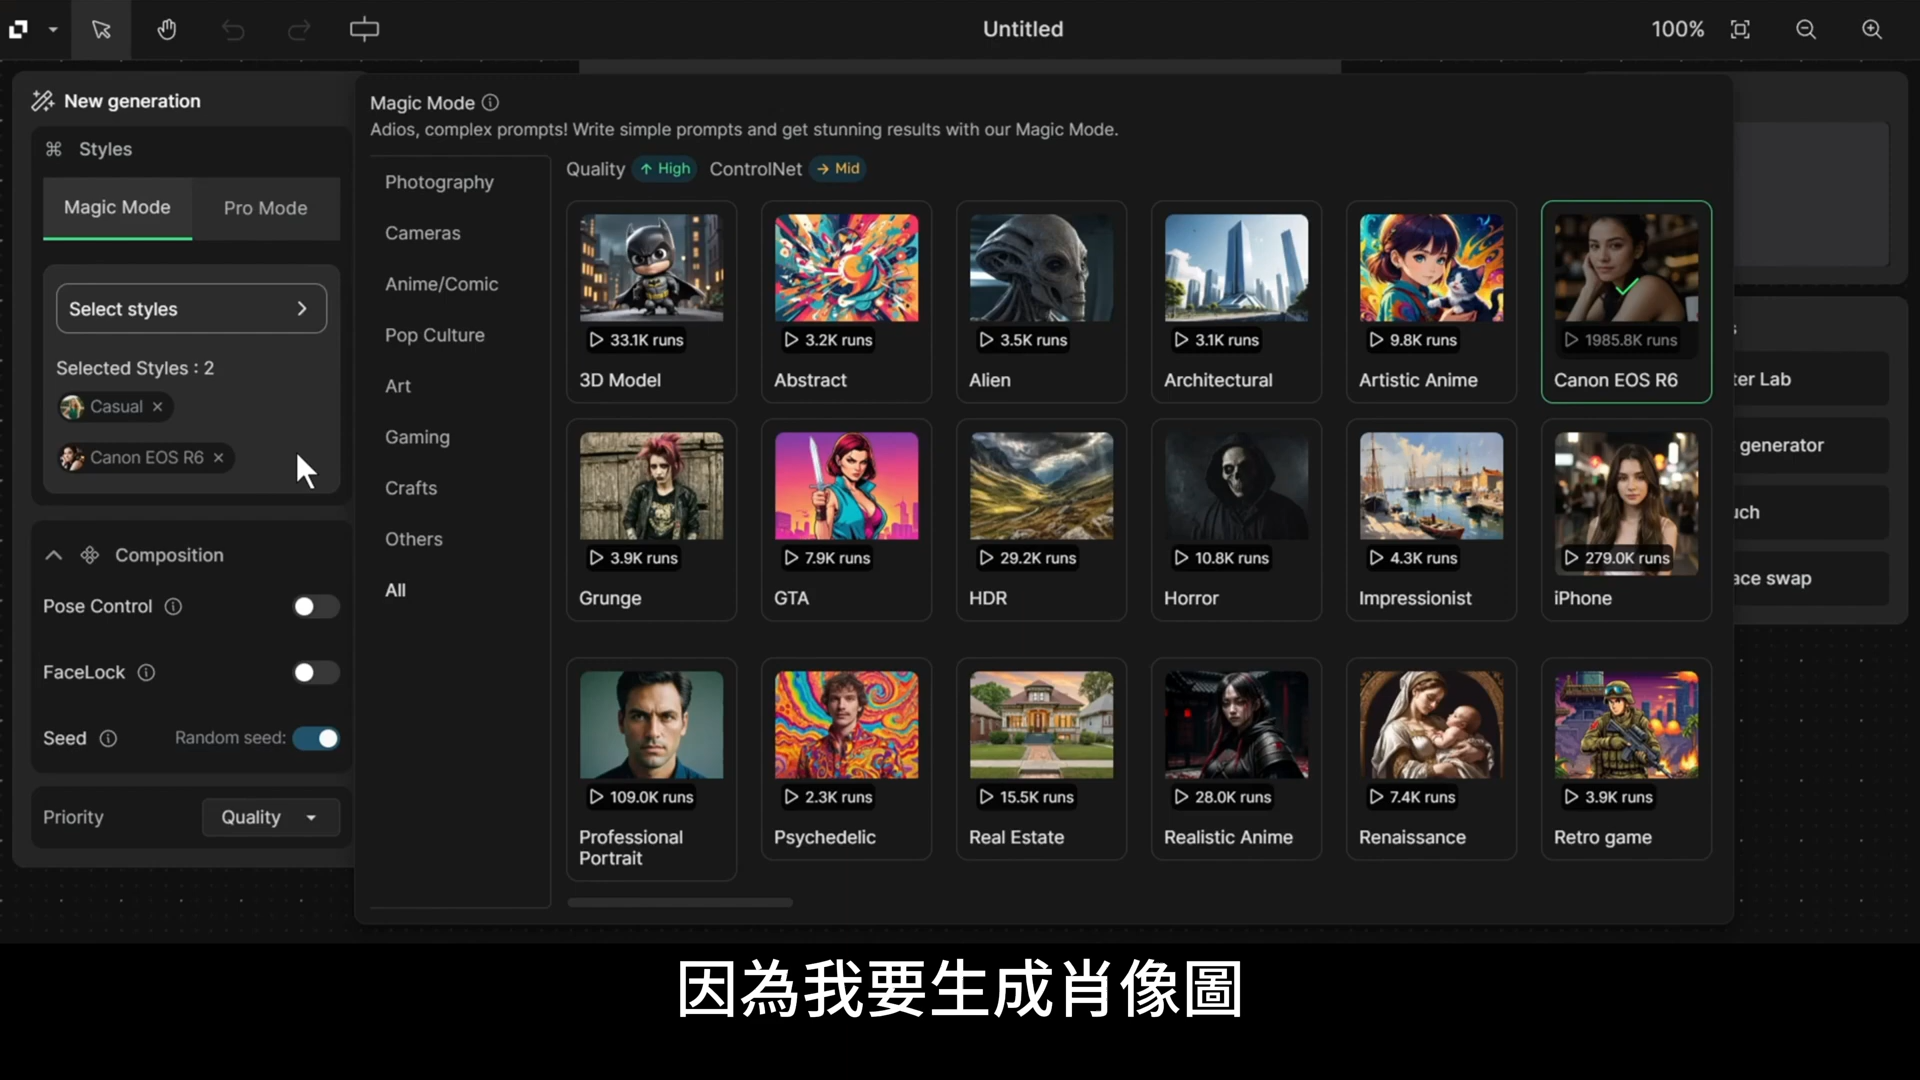 Untitled
100%
New generation
Styles
Magic Mode
Pro Mode
Select styles
Selected Styles : 2
Casual
Canon EOS R6
Composition
Pose Control
FaceLock
Seed
Random seed:
Priority
Quality
Magic Mode
Adios, complex prompts! Write simple prompts and get stunning results with our Magic Mode.
Photography
Cameras
Anime/Comic
Pop Culture
Art
Gaming
Crafts
Others
All
Quality High ControlNet Mid
33.1K runs
3D Model
3.2K runs
Abstract
3.5K runs
Alien
3.1K runs
Architectural
9.8K runs
Artistic Anime
1985.8K runs
Canon EOS R6
3.9K runs
Grunge
7.9K runs
GTA
29.2K runs
HDR
10.8K runs
Horror
4.3K runs
Impressionist
279.0K runs
iPhone
109.0K runs
Professional
Portrait
2.3K runs
Psychedelic
15.5K runs
Real Estate
28.0K runs
Realistic Anime
7.4K runs
Renaissance
3.9K runs
Retro game
Lab
generator
swap
因為我要生成肖像圖